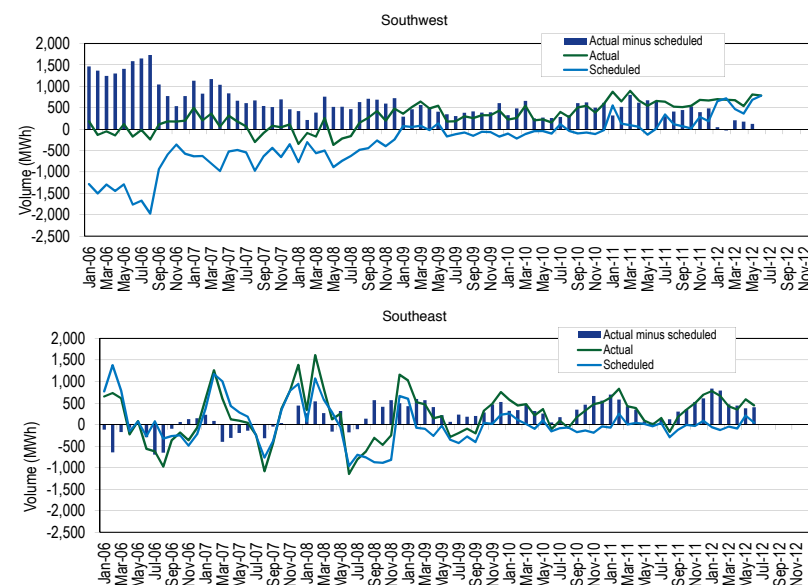 Southwest
Actual minus scheduled
Actual
Scheduled
Volume (MWh)
2,000
1,500
1,000
500
0
-500
-1,000
-1,500
-2,000
-2,500
Jan-06 Mar-06 May-06 Jul-06 Sep-06 Nov-06 Jan-07 Mar-07 May-07 Jul-07 Sep-07 Nov-07 Jan-08 Mar-08 May-08 Jul-08 Sep-08 Nov-08 Jan-09 Mar-09 May-09 Jul-09 Sep-09 Nov-09 Jan-10 Mar-10 May-10 Jul-10 Sep-10 Nov-10 Jan-11 Mar-11 May-11 Jul-11 Sep-11 Nov-11 Jan-12 Mar-12 May-12 Jul-12 Sep-12 Nov-12
Southeast
Actual minus scheduled
Actual
Scheduled
Volume (MWh)
2,000
1,500
1,000
500
0
-500
-1,000
-1,500
-2,000
-2,500
Jan-06 Mar-06 May-06 Jul-06 Sep-06 Nov-06 Jan-07 Mar-07 May-07 Jul-07 Sep-07 Nov-07 Jan-08 Mar-08 May-08 Jul-08 Sep-08 Nov-08 Jan-09 Mar-09 May-09 Jul-09 Sep-09 Nov-09 Jan-10 Mar-10 May-10 Jul-10 Sep-10 Nov-10 Jan-11 Mar-11 May-11 Jul-11 Sep-11 Nov-11 Jan-12 Mar-12 May-12 Jul-12 Sep-12 Nov-12